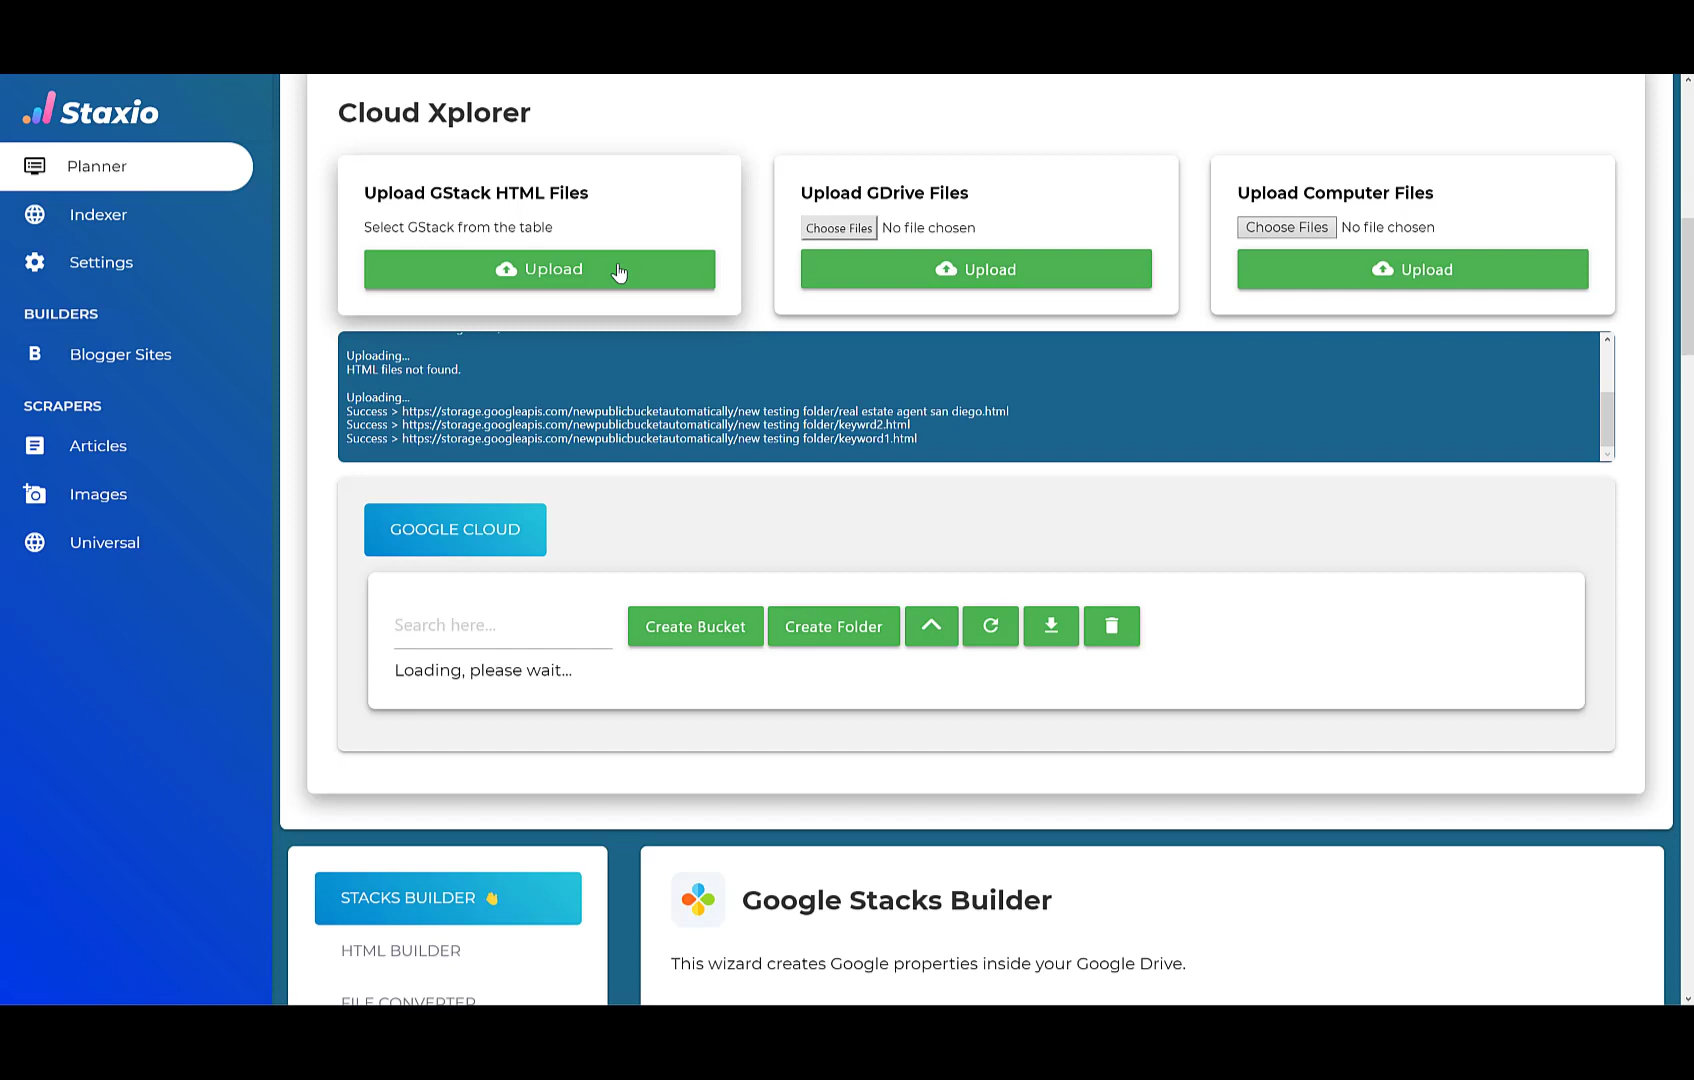 Staxio
Planner
Indexer
Settings
BUILDERS
B Blogger Sites
SCRAPERS
Articles
Images
Universal
Cloud Xplorer
Upload GStack HTML Files
Select GStack from the table
Upload
Upload GDrive Files
Choose Files No file chosen
Upload
Upload Computer Files
Choose Files No file chosen
Upload
Uploading...
HTML files not found.
Uploading...
Success > https://storage.googleapis.com/newpublicbucketautomatically/new testing folder/real estate agent san diego.html
Success > https://storage.googleapis.com/newpublicbucketautomatically/new testing folder/keywrd2.html
Success > https://storage.googleapis.com/newpublicbucketautomatically/new testing folder/keyword1.html
GOOGLE CLOUD
Search here...
Create Bucket
Create Folder
Loading, please wait...
STACKS BUILDER
HTML BUILDER
FILE CONVERTER
Google Stacks Builder
This wizard creates Google properties inside your Google Drive.